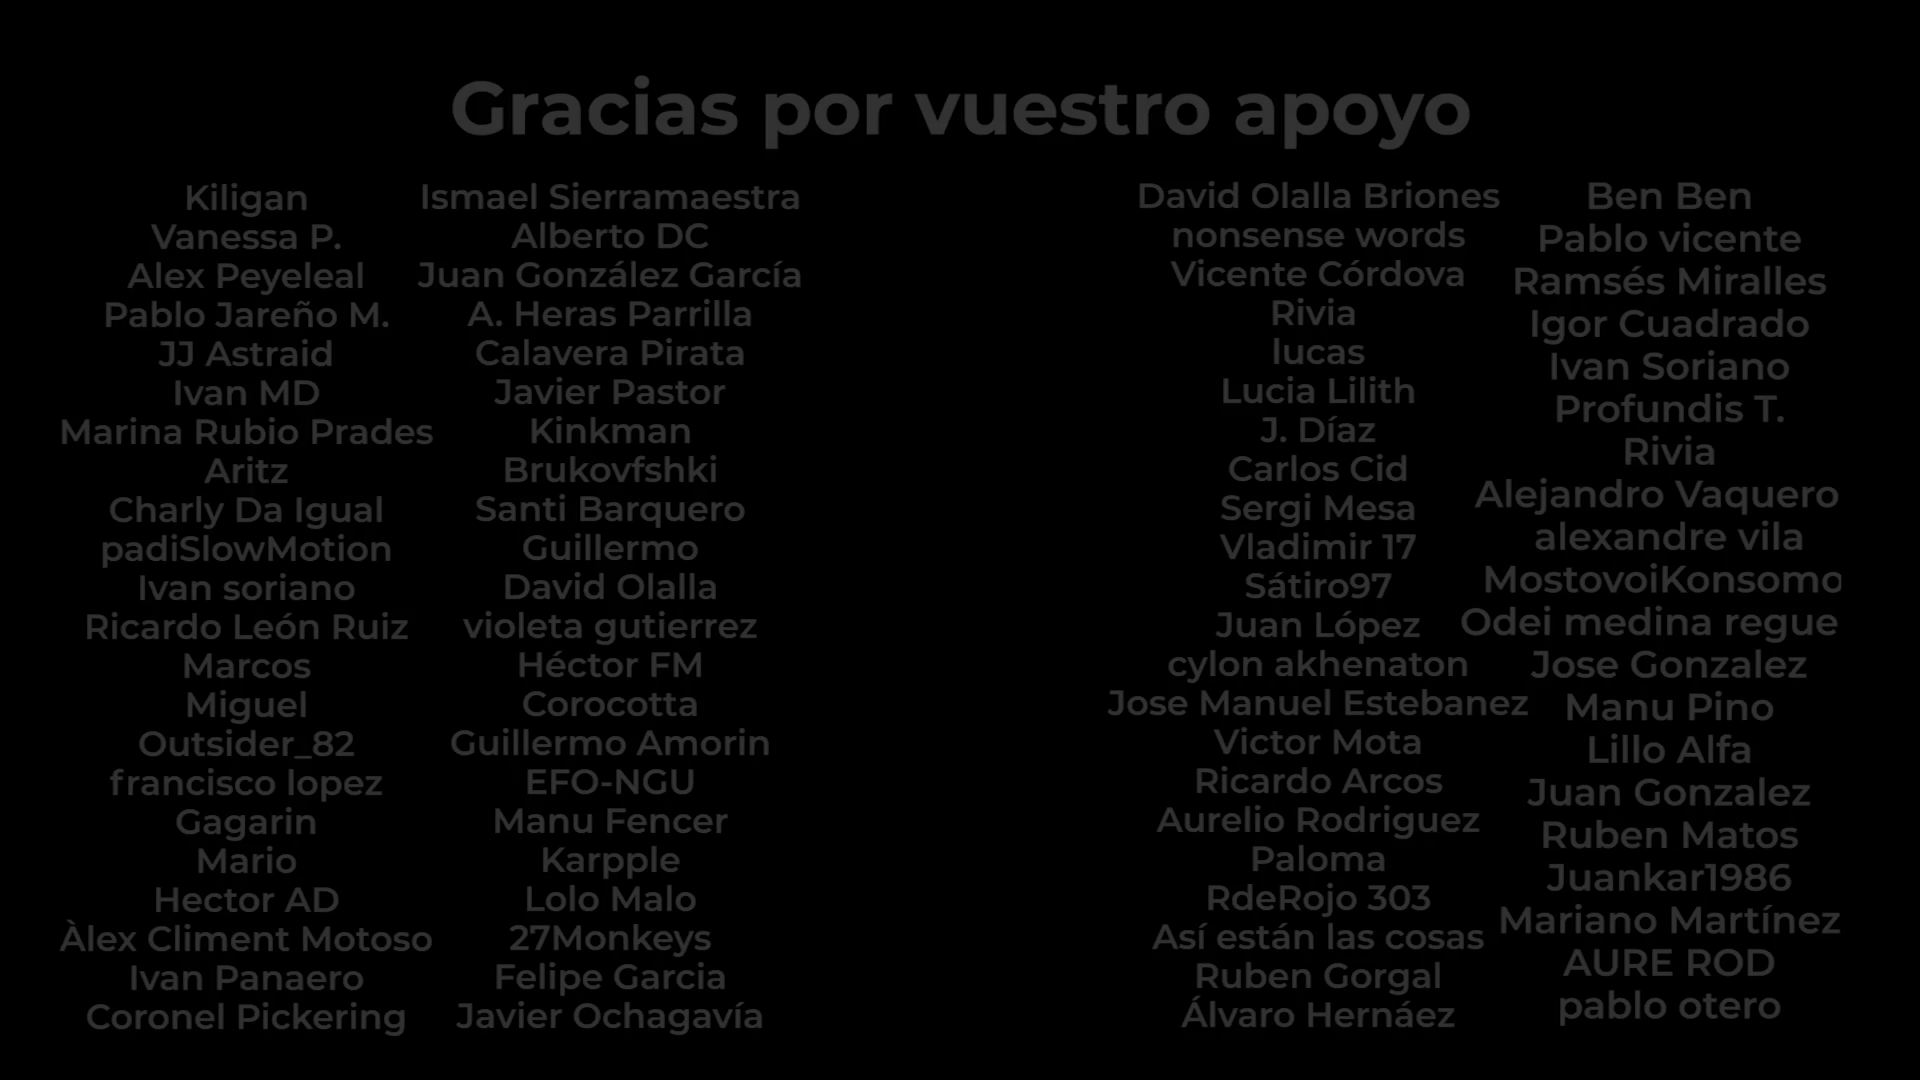 Gracias por vuestro apoyo
Kiligan
Vanessa P.
Alex Peyeleal
Pablo Jareño M.
JJ Astraid
Ivan MD
Marina Rubio Prades
Aritz
Charly Da Igual
padiSlowMotion
Ivan soriano
Ricardo León Ruiz
Marcos
Miguel
Outsider_82
francisco lopez
Gagarin
Mario
Hector AD
Àlex Climent Motoso
Ivan Panaero
Coronel Pickering
Ismael Sierramaestra
Alberto DC
Juan González García
A. Heras Parrilla
Calavera Pirata
Javier Pastor
Kinkman
Brukovfshki
Santi Barquero
Guillermo
David Olalla
violeta gutierrez
Héctor FM
Corocotta
Guillermo Amorin
EFO-NGU
Manu Fencer
Karpple
Lolo Malo
27Monkeys
Felipe Garcia
Javier Ochagavía
David Olalla Briones
nonsense words
Vicente Córdova
Rivia
lucas
Lucia Lilith
J. Díaz
Carlos Cid
Sergi Mesa
Vladimir 17
Sátiro97
Juan López
cylon akhenaton
Jose Manuel Estebanez
Victor Mota
Ricardo Arcos
Aurelio Rodriguez
Paloma
RdeRojo 303
Así están las cosas
Ruben Gorgal
Álvaro Hernáez
Ben Ben
Pablo vicente
Ramsés Miralles
Igor Cuadrado
Ivan Soriano
Profundis T.
Rivia
Alejandro Vaquero
alexandre vila
MostovoiKonsomo
Odei medina regue
Jose Gonzalez
Manu Pino
Lillo Alfa
Juan Gonzalez
Ruben Matos
Juankar1986
Mariano Martínez
AURE ROD
pablo otero